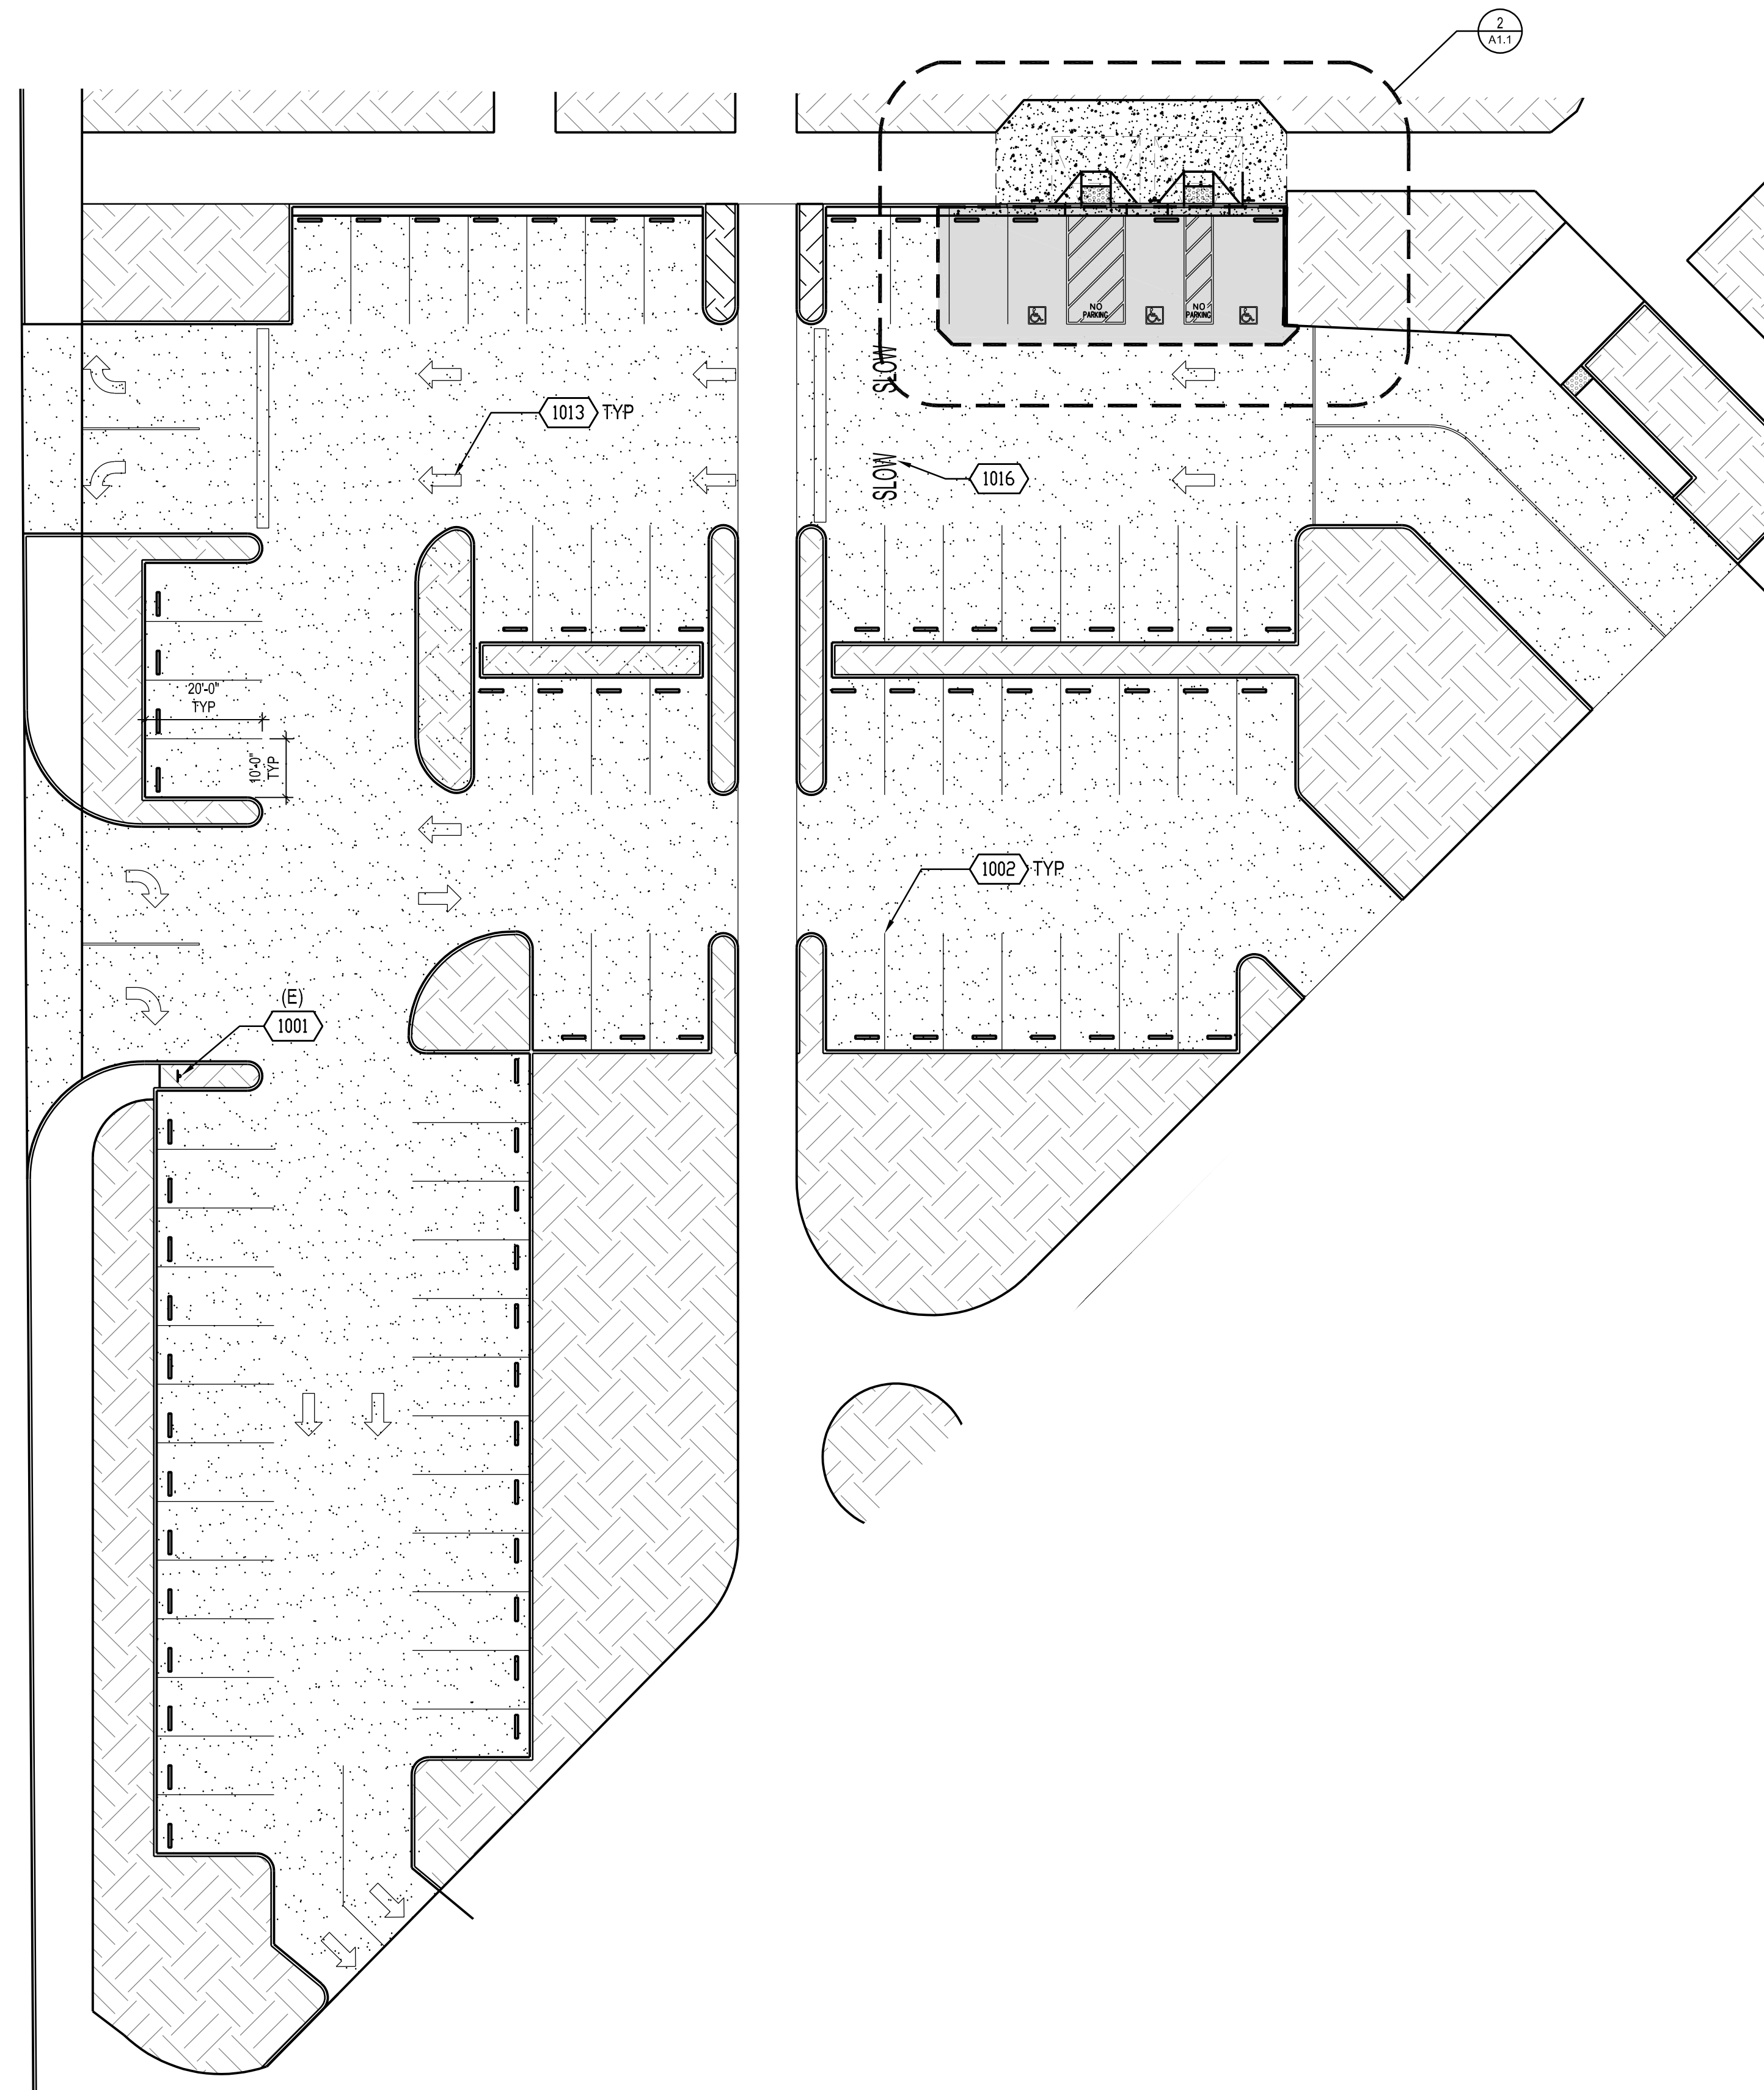 2
A1.1
NO
PARKING
NO
PARKING
SLOW
1013 TYP
SLOW
1016
20'-0"
TYP
10'-0"
TYP
1002 TYP
(E)
1001